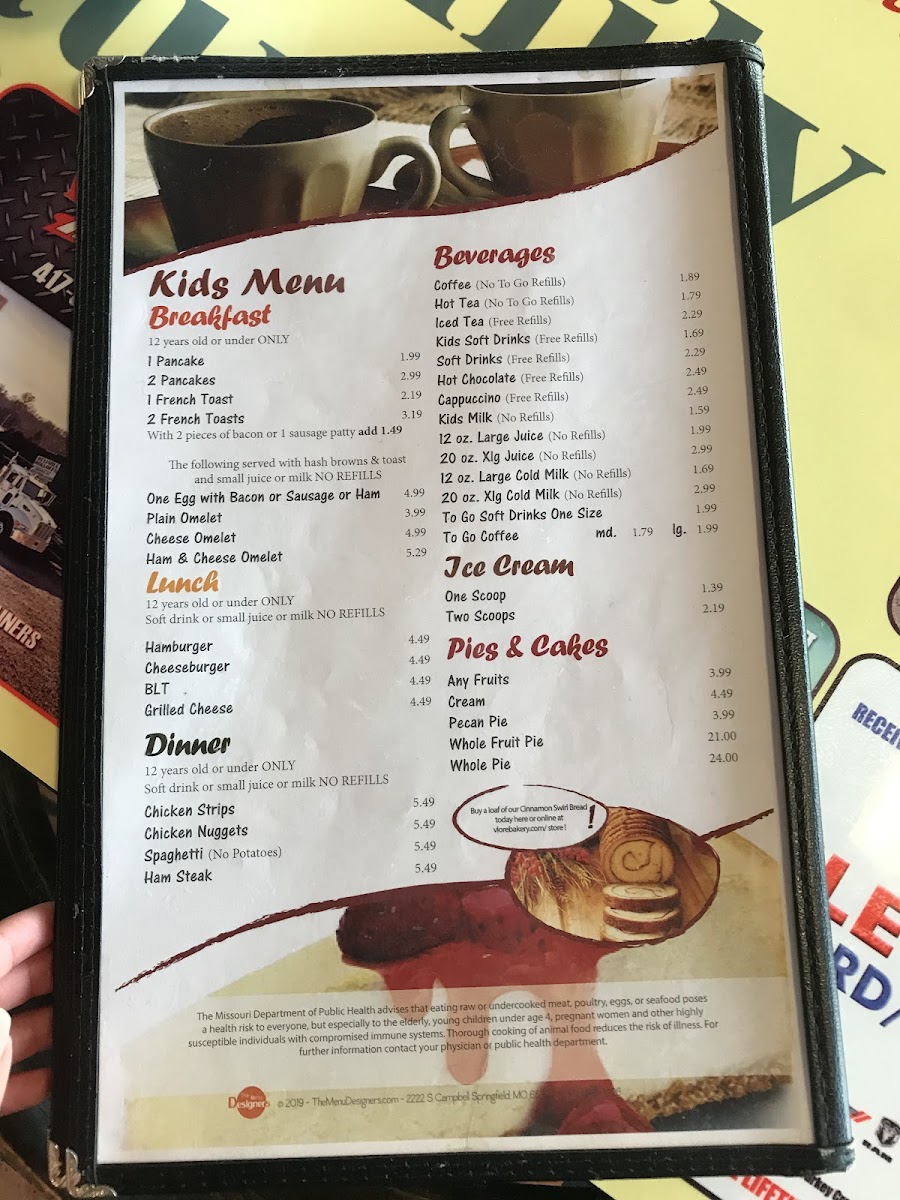 Kids Menu
Breakfast
12 years old or under ONLY
1 Pancake 1.99
2 Pancakes 2.99
1 French Toast 2.19
2 French Toasts 3.19
With 2 pieces of bacon or 1 sausage patty add 1.49
The following served with hash browns & toast
and small juice or milk NO REFILLS
One Egg with Bacon or Sausage or Ham 4.99
Plain Omelet 3.99
Cheese Omelet 4.99
Ham & Cheese Omelet 5.29
Lunch
12 years old or under ONLY
Soft drink or small juice or milk NO REFILLS
Hamburger 4.49
Cheeseburger 4.49
BLT 4.49
Grilled Cheese 4.49
Dinner
12 years old or under ONLY
Soft drink or small juice or milk NO REFILLS
Chicken Strips 5.49
Chicken Nuggets 5.49
Spaghetti (No Potatoes) 5.49
Ham Steak 5.49
Beverages
Coffee (No To Go Refills) 1.89
Hot Tea (No To Go Refills) 1.79
Iced Tea (Free Refills) 2.29
Kids Soft Drinks (Free Refills) 1.69
Soft Drinks (Free Refills) 2.29
Hot Chocolate (Free Refills) 2.49
Cappuccino (Free Refills) 2.49
Kids Milk (No Refills) 1.59
12 oz. Large Juice (No Refills) 1.99
20 oz. Xlg Juice (No Refills) 2.99
12 oz. Large Cold Milk (No Refills) 1.69
20 oz. Xlg Cold Milk (No Refills) 2.99
To Go Soft Drinks One Size 1.99
To Go Coffee md. 1.79 lg. 1.99
Ice Cream
One Scoop 1.39
Two Scoops 2.19
Pies & Cakes
Any Fruits 3.99
Cream 4.49
Pecan Pie 3.99
Whole Fruit Pie 21.00
Whole Pie 24.00
Buy a loaf of our Cinnamon Swirl Bread
today here or online at
vlorebakery.com/ store !
!
The Missouri Department of Public Health advises that eating raw or undercooked meat, poultry, eggs, or seafood poses
a health risk to everyone, but especially to the elderly, young children under age 4, pregnant women and other highly
susceptible individuals with compromised immune systems. Thorough cooking of animal food reduces the risk of illness. For
further information contact your physician or public health department.
Designers © 2019 - TheMenuDesigners.com - 2222 S Campbell Springfield, MO
417-
RAM